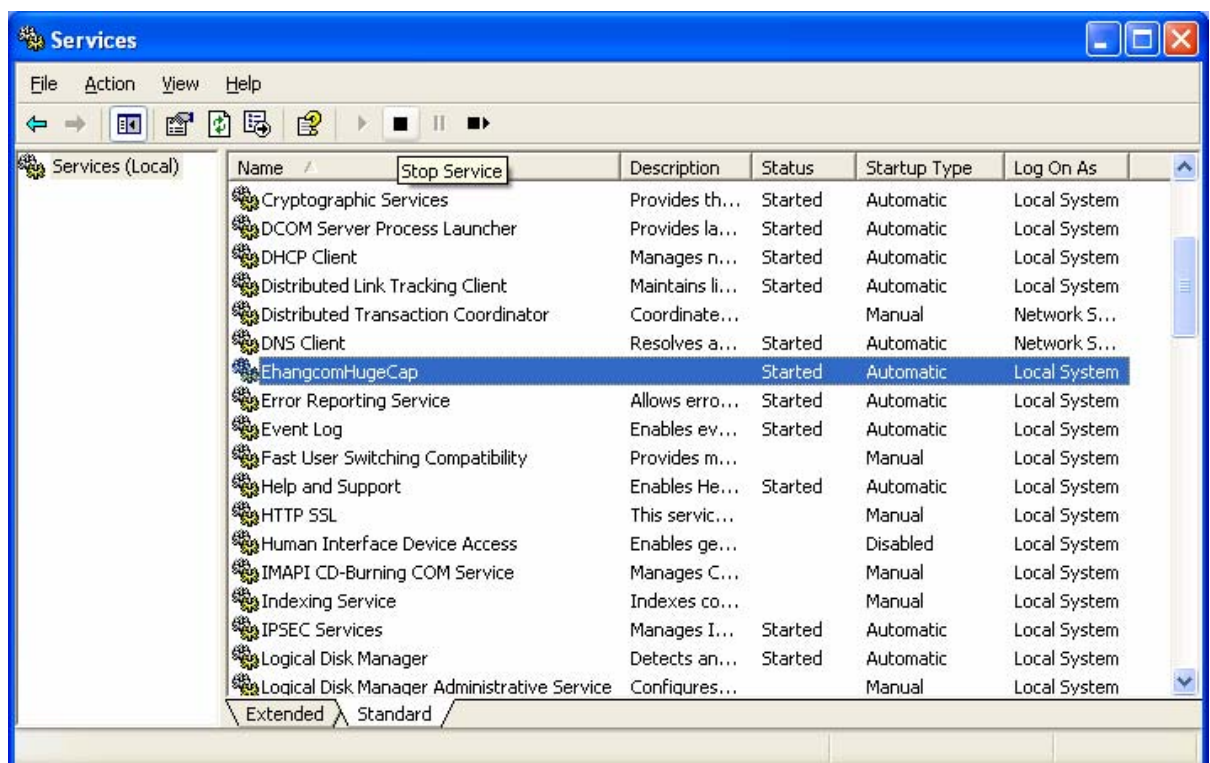 Services
File Action View Help
Services (Local)
Name Stop Service Description Status Startup Type Log On As
Cryptographic Services Provides th... Started Automatic Local System
DCOM Server Process Launcher Provides la... Started Automatic Local System
DHCP Client Manages n... Started Automatic Local System
Distributed Link Tracking Client Maintains li... Started Automatic Local System
Distributed Transaction Coordinator Coordinate... Manual Network S...
DNS Client Resolves a... Started Automatic Network S...
EhangcomHugeCap Started Automatic Local System
Error Reporting Service Allows erro... Started Automatic Local System
Event Log Enables ev... Started Automatic Local System
Fast User Switching Compatibility Provides m... Manual Local System
Help and Support Enables He... Started Automatic Local System
HTTP SSL This servic... Manual Local System
Human Interface Device Access Enables ge... Disabled Local System
IMAPI CD-Burning COM Service Manages C... Manual Local System
Indexing Service Indexes co... Manual Local System
IPSEC Services Manages I... Started Automatic Local System
Logical Disk Manager Detects an... Started Automatic Local System
Logical Disk Manager Administrative Service Configures... Manual Local System
Extended Standard